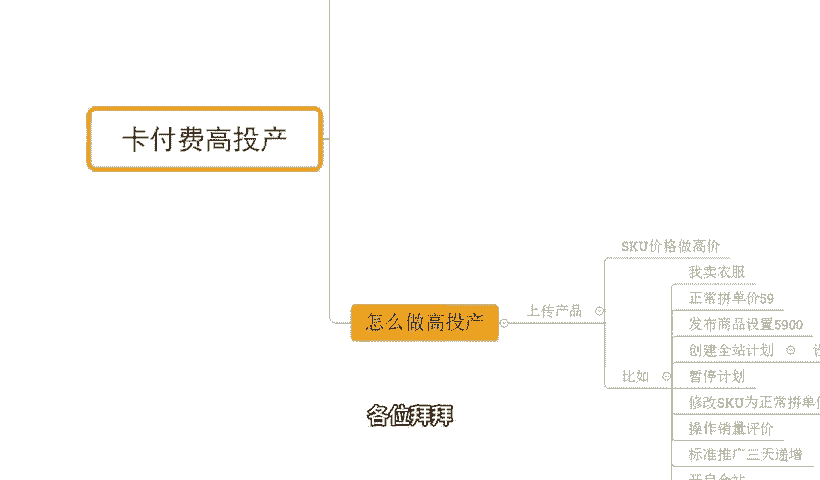 卡付费高投产
SKU价格做高价
我卖衣服
上传产品
正常拼单价59
怎么做高投产
发布商品设置5900
创建全站计划
比如
暂停计划
修改SKU为正常拼单
各位拜拜
操作销量评价
标准推广三天递增
开启全站